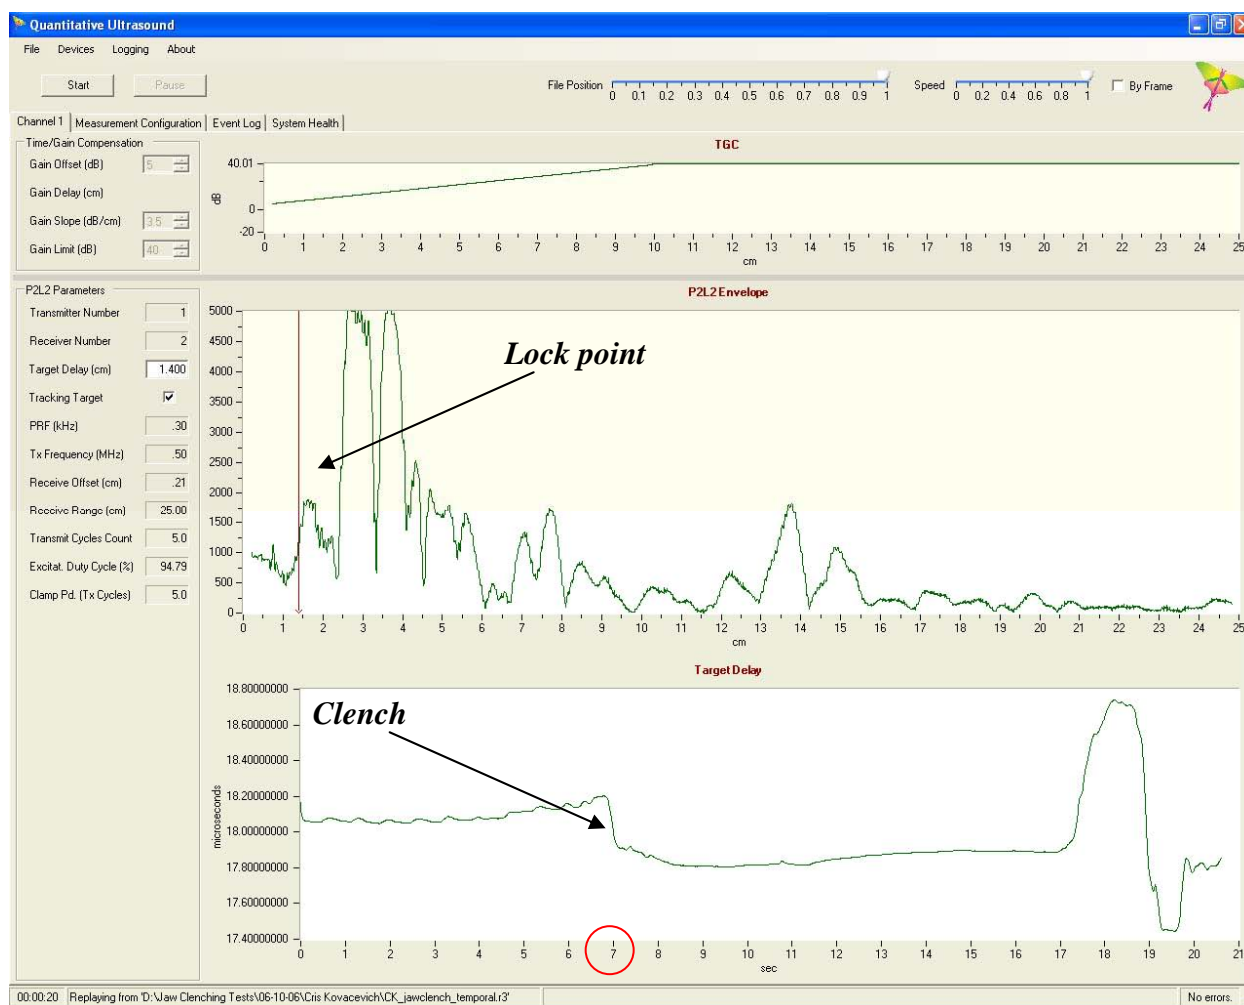 Quantitative Ultrasound
File Devices Logging About
Start Pause File Position 0 0.1 0.2 0.3 0.4 0.5 0.6 0.7 0.8 0.9 1 Speed 0 0.2 0.4 0.6 0.8 1 By Frame
Channel 1 Measurement Configuration Event Log System Health
Time/Gain Compensation
Gain Offset (dB) 5
Gain Delay (cm)
Gain Slope (dB/cm) 3.5
Gain Limit (dB) 40
TGC
40.01
0
-20
dB
0 1 2 3 4 5 6 7 8 9 10 11 12 13 14 15 16 17 18 19 20 21 22 23 24 25
cm
P2L2 Parameters
Transmitter Number 1
Receiver Number 2
Target Delay (cm) 1.400
Tracking Target
PRF (kHz) .30
Tx Frequency (MHz) .50
Receive Offset (cm) .21
Receive Range (cm) 25.00
Transmit Cycles Count 5.0
Excitat. Duty Cycle (%) 94.79
Clamp Pd. (Tx Cycles) 5.0
P2L2 Envelope
5000
4500
4000
3500
3000
2500
2000
1500
1000
500
0
Lock point
0 1 2 3 4 5 6 7 8 9 10 11 12 13 14 15 16 17 18 19 20 21 22 23 24 25
cm
Target Delay
18.80000000
18.60000000
18.40000000
18.20000000
18.00000000
17.80000000
17.60000000
17.40000000
microseconds
Clench
0 1 2 3 4 5 6 7 8 9 10 11 12 13 14 15 16 17 18 19 20 21
sec
00:00:20 Replaying from 'D:\Jaw Clenching Tests\06-10-06\Cris Kovacevich\CK_jawclench_temporal.r3' No errors.